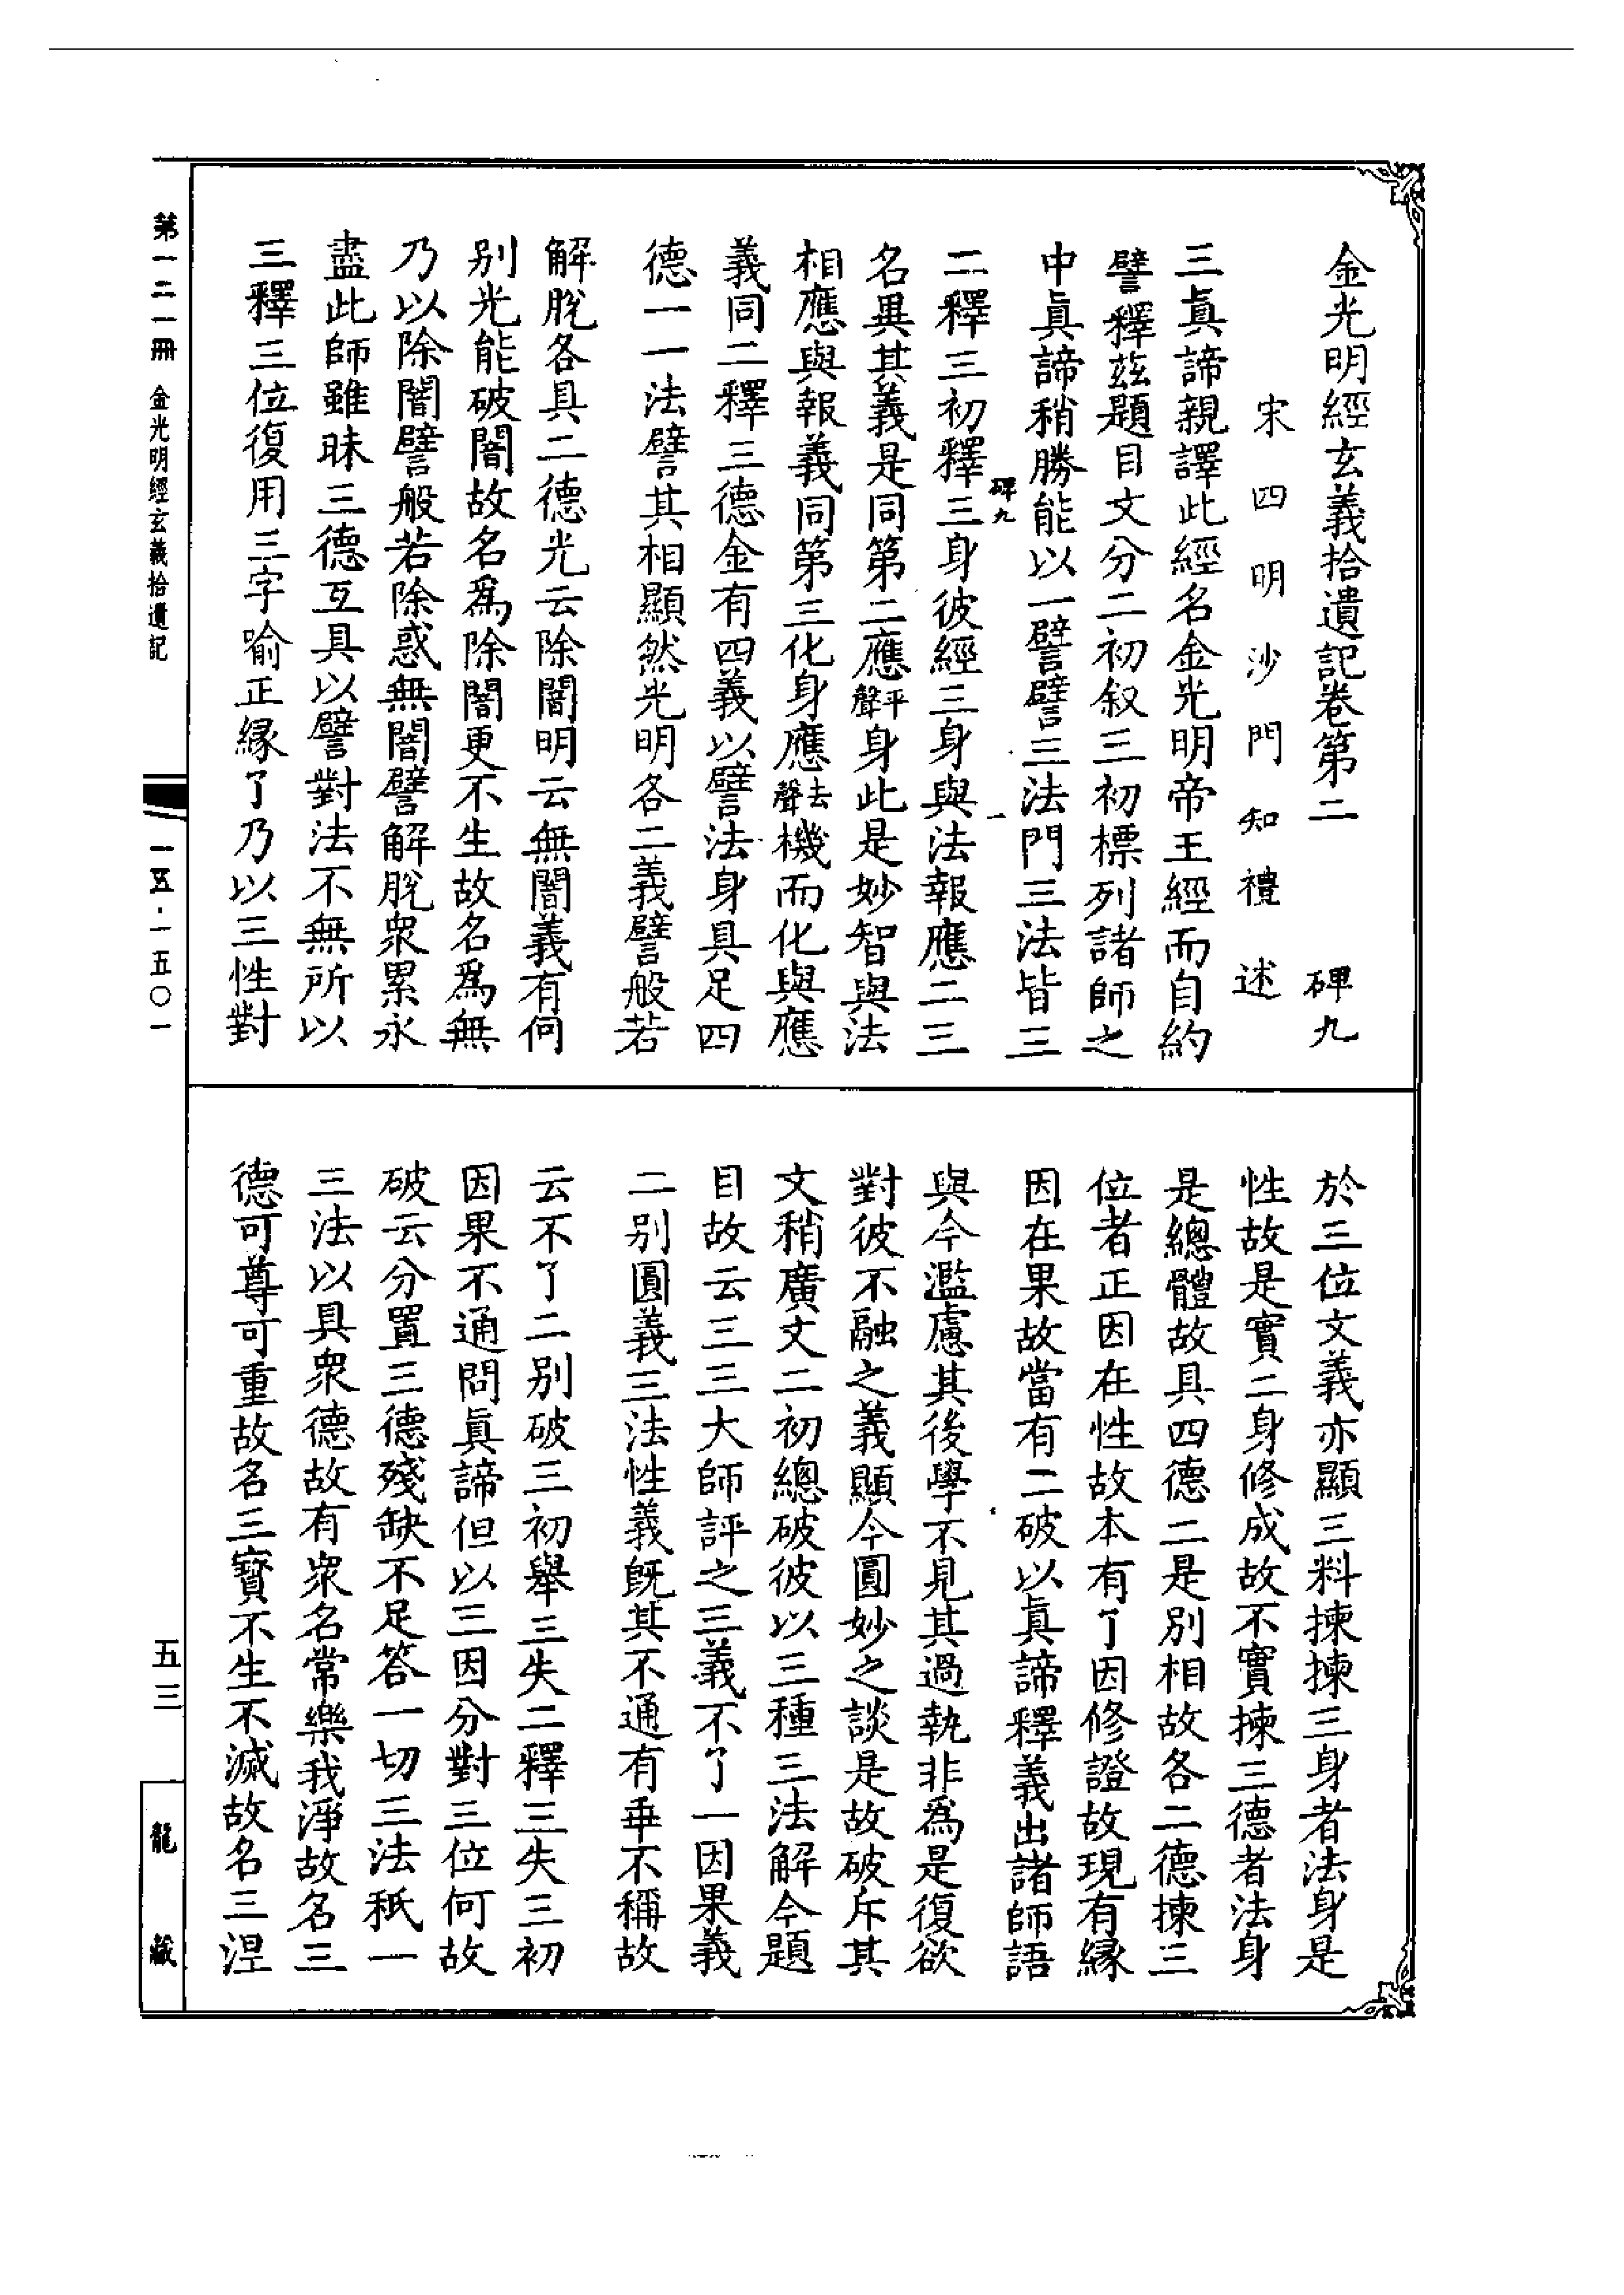 金光明經玄義拾遺記卷第二 碑九
宋四明沙門知禮述
三真諦親譯此經名金光明帝王經而自約
譬釋茲題目文分二初叙三初標列諸師之
中眞諦稍勝能以一譬譬三法門三法皆三
碑九 一
二釋三初釋三身彼經三身與法報應二三
名異其義是同第二應平聲身此是妙智與法
相應與報義同第三化身應去聲機而化與應
義同二釋三德金有四義以譬法身具足四
德一一法譬其相顯然光明各二義譬般若
解脫各具二德光云除闇明云無闇義有何
別光能破闇故名爲除闇更不生故名爲無
乃以除闇譬般若除惑無闇譬解脫衆累永
盡此師雖昧三德互具以譬對法不無所以
三釋三位復用三字喻正緣了乃以三性對
於三位文義亦顯三料揀揀三身者法身是
性故是實二身修成故不實揀三德者法身
是總體故具四德二是別相故各二德揀三
位者正因在性故本有了因修證故現有緣
因在果故當有二破以眞諦釋義出諸師語
與今濫慮其後學不見其過執非爲是復欲
對彼不融之義顯今圓妙之談是故破斥其
文稍廣文二初總破彼以三種三法解今題
目故云三三大師評之三義不了一因果義
二別圓義三法性義旣其不通有乖不稱故
云不了二別破三初舉三失二釋三失三初
因果不通問眞諦但以三因分對三位何故
破云分置三德殘缺不足答一切三法秖一
三法以具衆德故有衆名常樂我淨故名三
德可尊可重故名三寶不生不滅故名三涅
第一二一冊 金光明經玄義拾遺記
一五·一五〇一
五三
龍藏